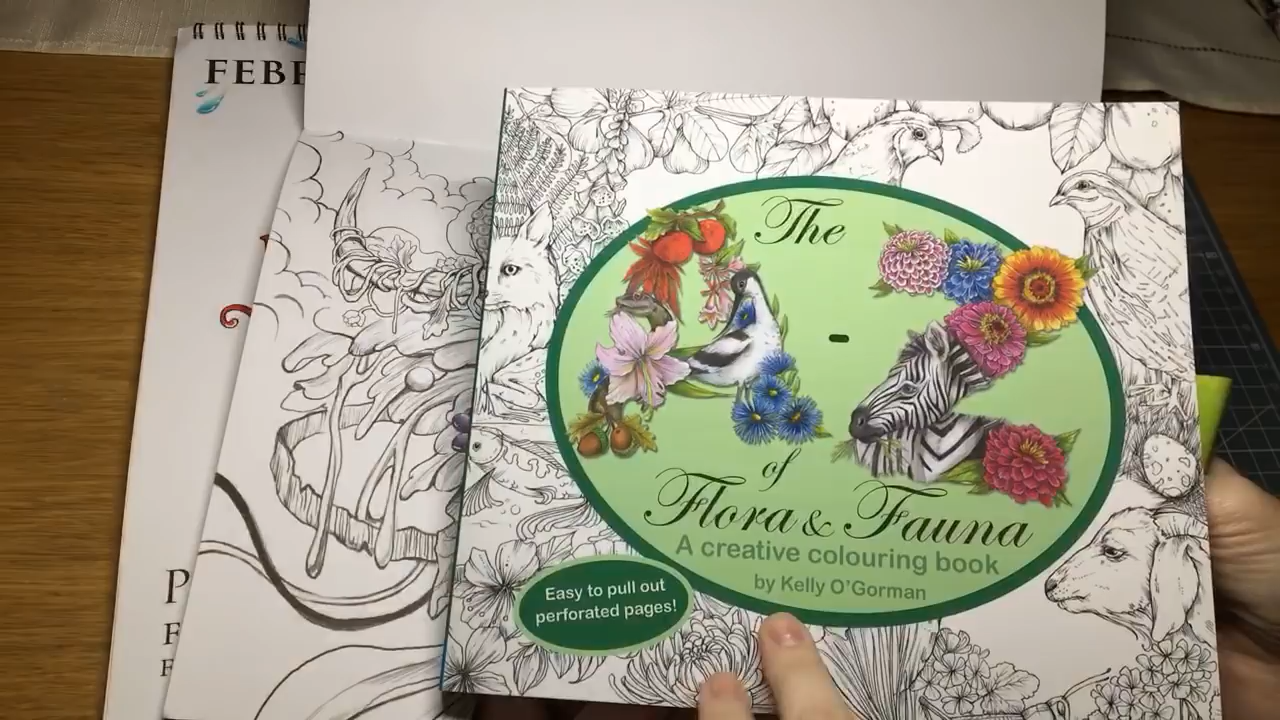 FEBR
The
A - Z
of
Flora & Fauna
A creative colouring book
by Kelly O'Gorman
Easy to pull out
perforated pages!
P
F
F